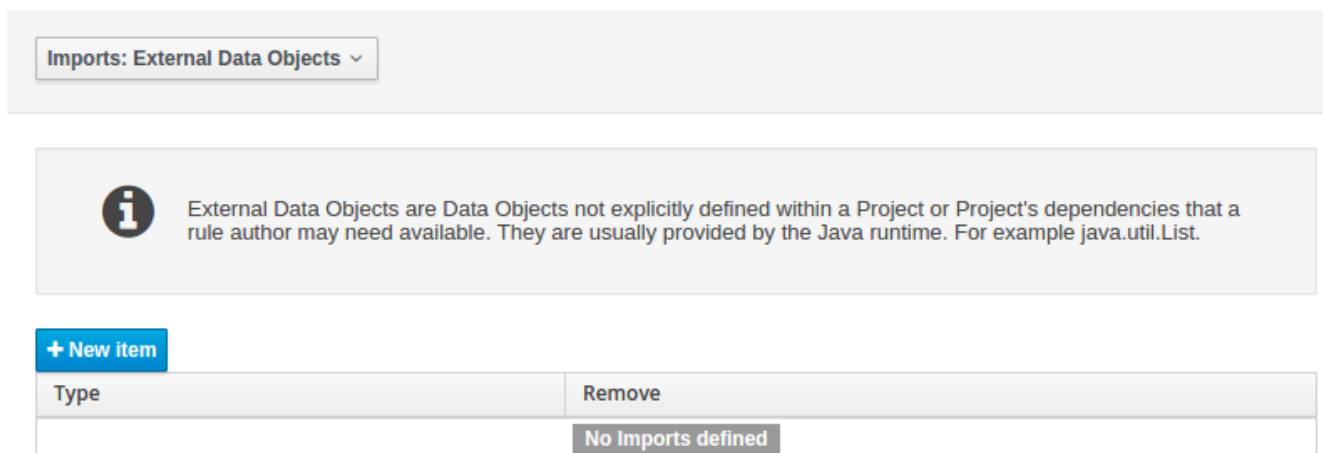 Imports: External Data Objects
External Data Objects are Data Objects not explicitly defined within a Project or Project's dependencies that a
rule author may need available. They are usually provided by the Java runtime. For example java.util.List.
+ New item
Type Remove
No Imports defined